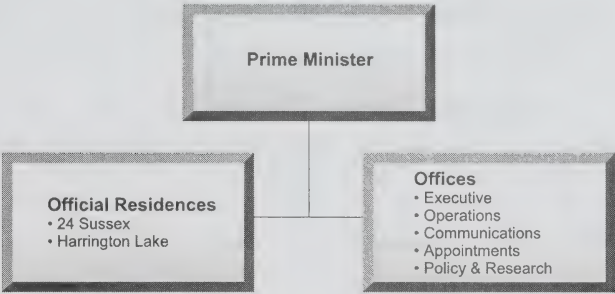 Prime Minister
Official Residences
• 24 Sussex
• Harrington Lake
Offices
• Executive
• Operations
• Communications
• Appointments
• Policy & Research